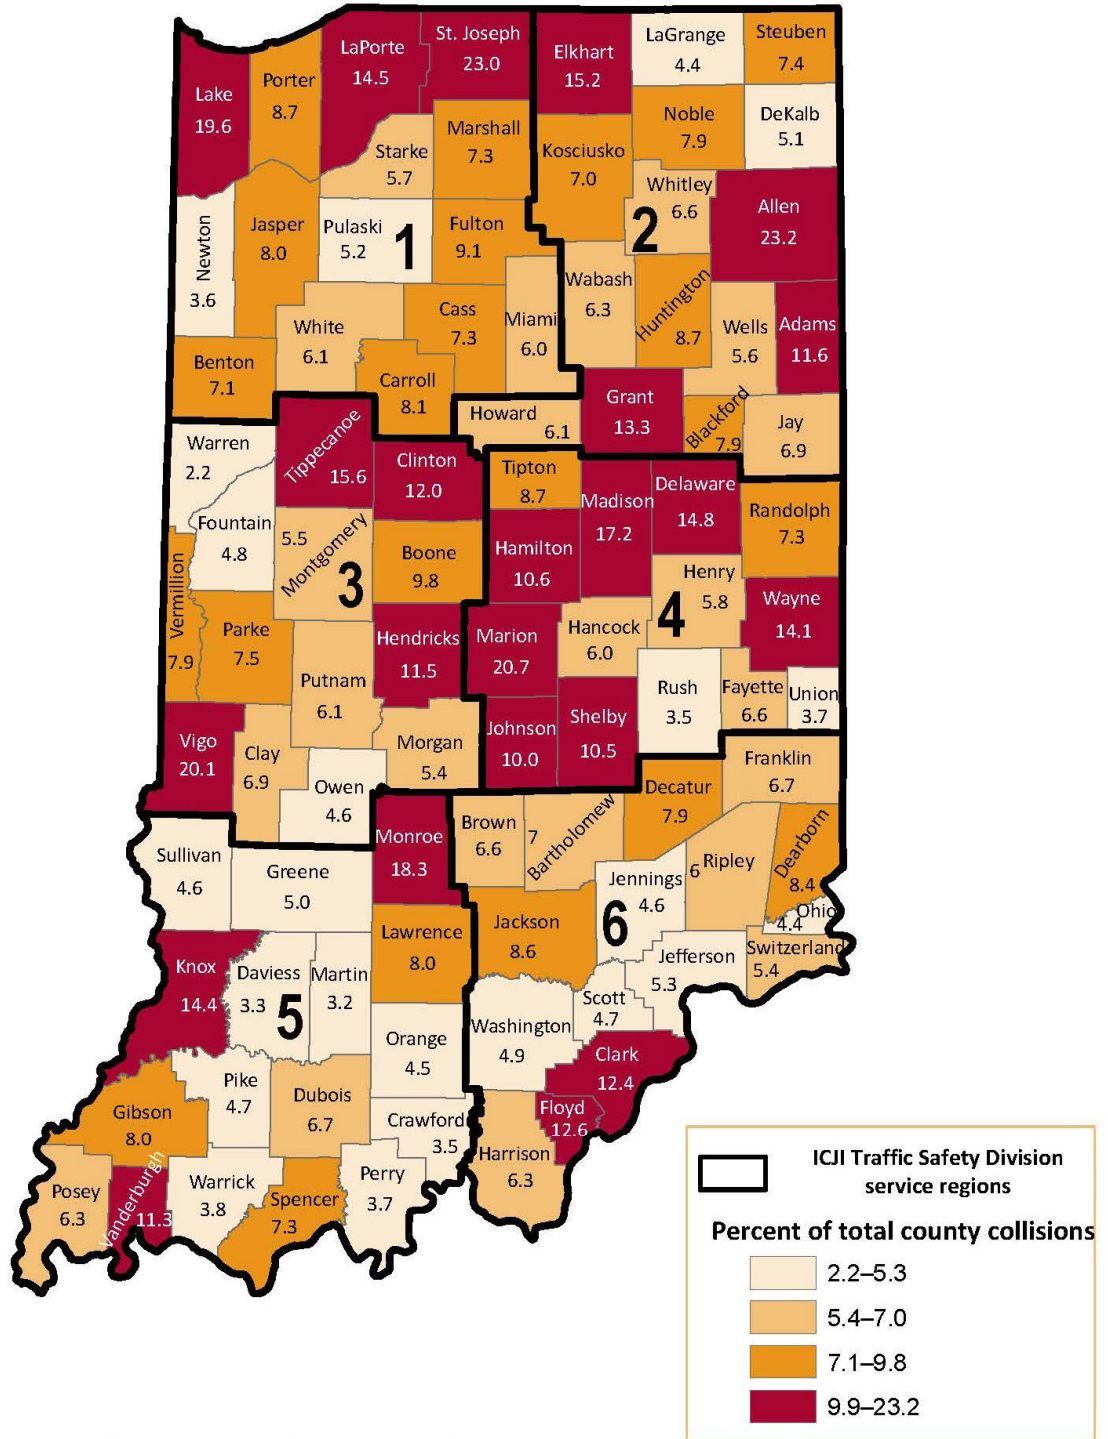 LaPorte
14.5
St. Joseph
23.0
Elkhart
15.2
LaGrange
4.4
Steuben
7.4
Lake
19.6
Porter
8.7
Marshall
7.3
Starke
5.7
Kosciusko
7.0
Noble
7.9
DeKalb
5.1
Whitley
6.6
Allen
23.2
2
Newton
3.6
Jasper
8.0
Pulaski
5.2
1
Fulton
9.1
Wabash
6.3
Huntington
8.7
Wells
5.6
Adams
11.6
White
6.1
Cass
7.3
Miami
6.0
Benton
7.1
Carroll
8.1
Howard
6.1
Grant
13.3
Blackford
7.9
Jay
6.9
Warren
2.2
Tippecanoe
15.6
Clinton
12.0
Tipton
8.7
Madison
17.2
Delaware
14.8
Randolph
7.3
Fountain
4.8
5.5
Montgomery
3
Boone
9.8
Hamilton
10.6
Henry
5.8
4
Wayne
14.1
Vermillion
7.9
Parke
7.5
Hendricks
11.5
Marion
20.7
Hancock
6.0
Putnam
6.1
Rush
3.5
Fayette
6.6
Union
3.7
Vigo
20.1
Clay
6.9
Morgan
5.4
Johnson
10.0
Shelby
10.5
Owen
4.6
Franklin
6.7
Decatur
7.9
Monroe
18.3
Brown
6.6
7
Bartholomew
Sullivan
4.6
Greene
5.0
6
Ripley
Dearborn
8.4
Jennings
4.6
6
Ohio
4.4
Jackson
8.6
Lawrence
8.0
Switzerland
5.4
Jefferson
5.3
Knox
14.4
Daviess
3.3
5
Martin
3.2
Scott
4.7
Washington
4.9
Orange
4.5
Clark
12.4
Pike
4.7
Dubois
6.7
Gibson
8.0
Crawford
3.5
Floyd
12.6
Harrison
6.3
Posey
6.3
Vanderburgh
11.3
Warrick
3.8
Spencer
7.3
Perry
3.7
ICJI Traffic Safety Division
service regions
Percent of total county collisions
2.2–5.3
5.4–7.0
7.1–9.8
9.9–23.2